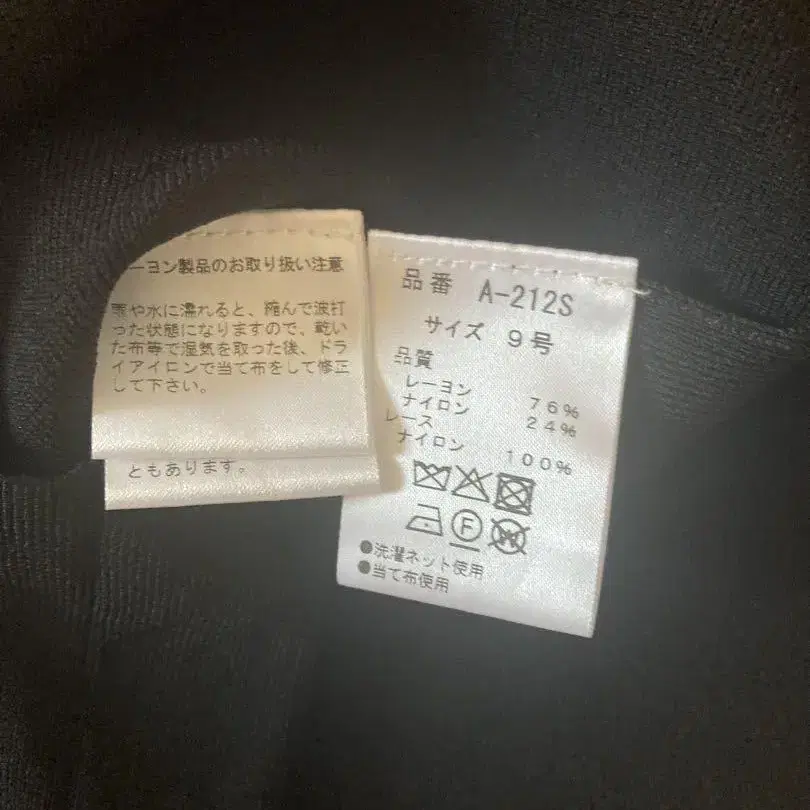 ーヨン製品のお取り扱い注意
雨や水に濡れると、縮んで波打
った状態になりますので、乾い
た布等で湿気を取った後、ドラ
イアイロンで当て布をして修正
して下さい。
ともあります。
品番 A-212S
サイズ 9号
品質
レーヨン 76%
ナイロン 24%
レース
ナイロン 100%
F
W
●洗濯ネット使用
●当て布使用